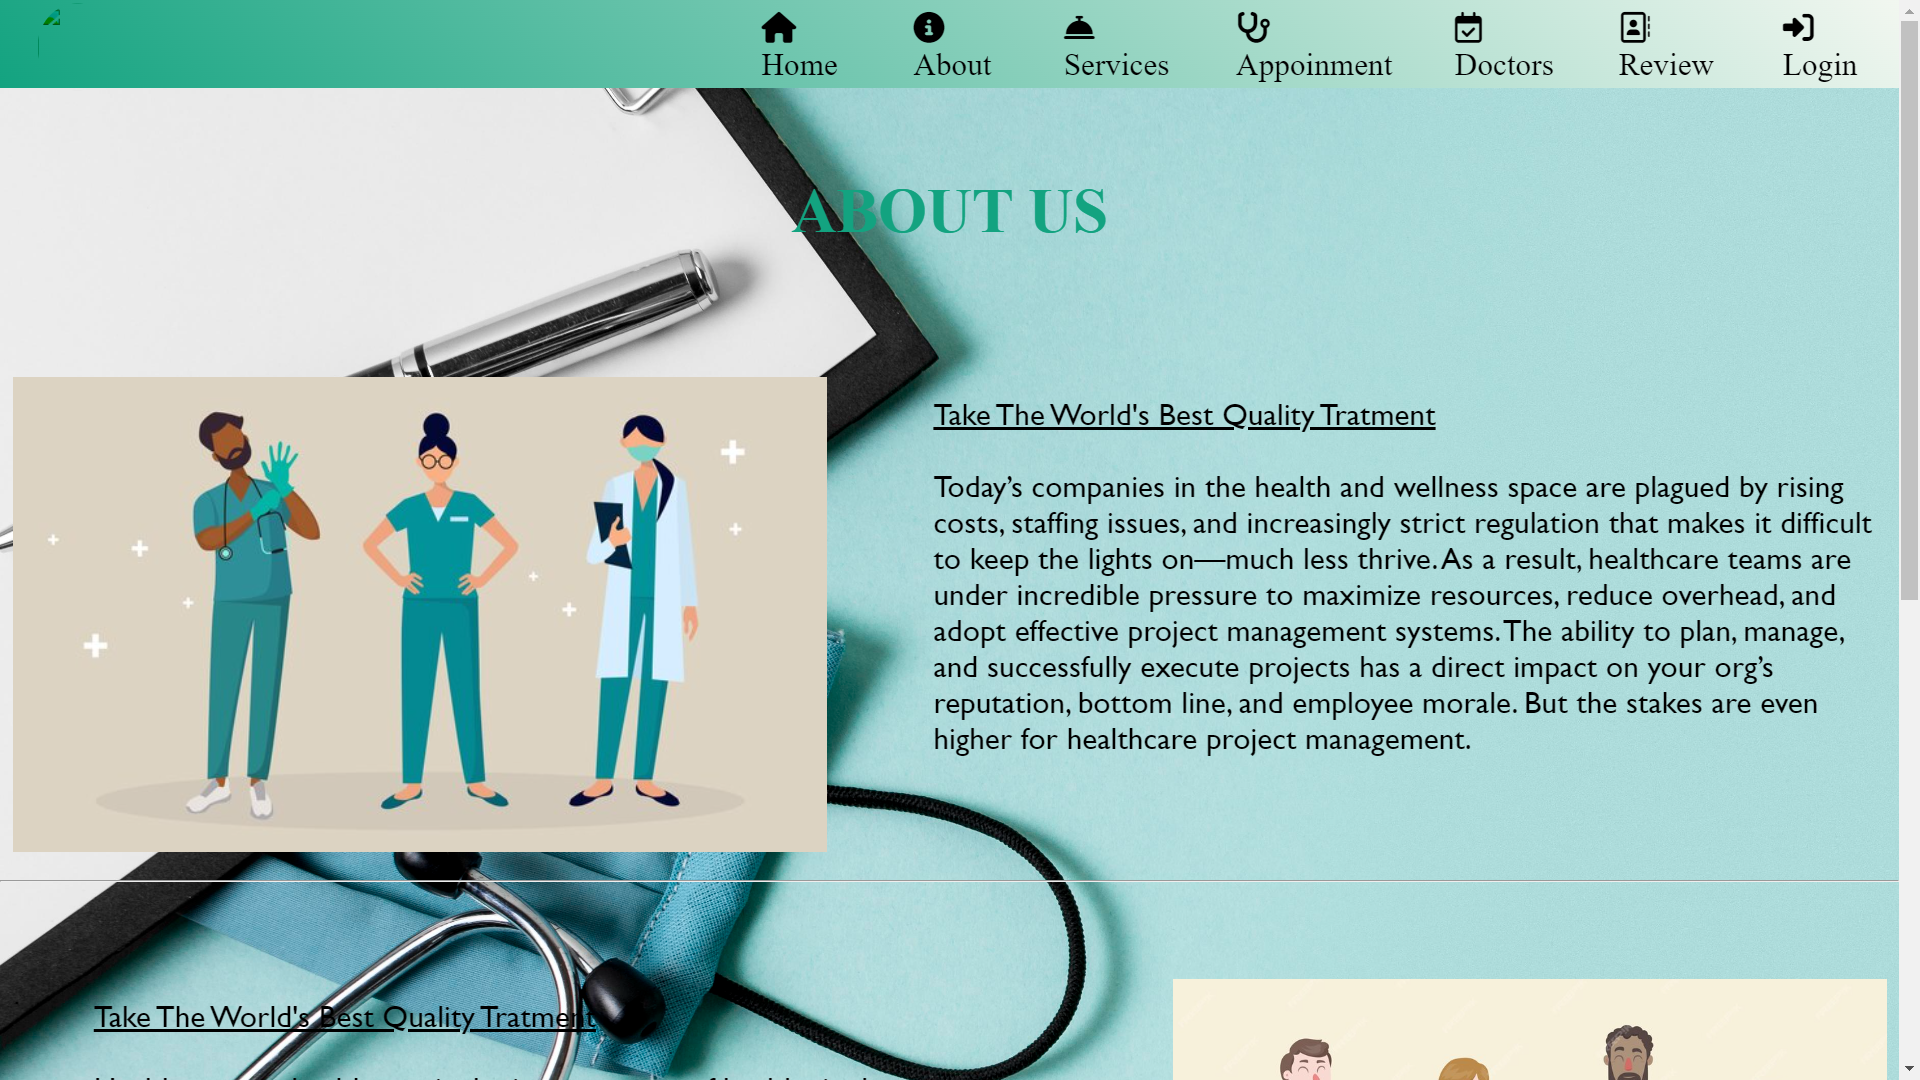 Home About Services Appoinment Doctors Review Login
ABOUT US
Take The World's Best Quality Tratment
Today’s companies in the health and wellness space are plagued by rising
costs, staffing issues, and increasingly strict regulation that makes it difficult
to keep the lights on—much less thrive. As a result, healthcare teams are
under incredible pressure to maximize resources, reduce overhead, and
adopt effective project management systems. The ability to plan, manage,
and successfully execute projects has a direct impact on your org’s
reputation, bottom line, and employee morale. But the stakes are even
higher for healthcare project management.
Take The World's Best Quality Tratment